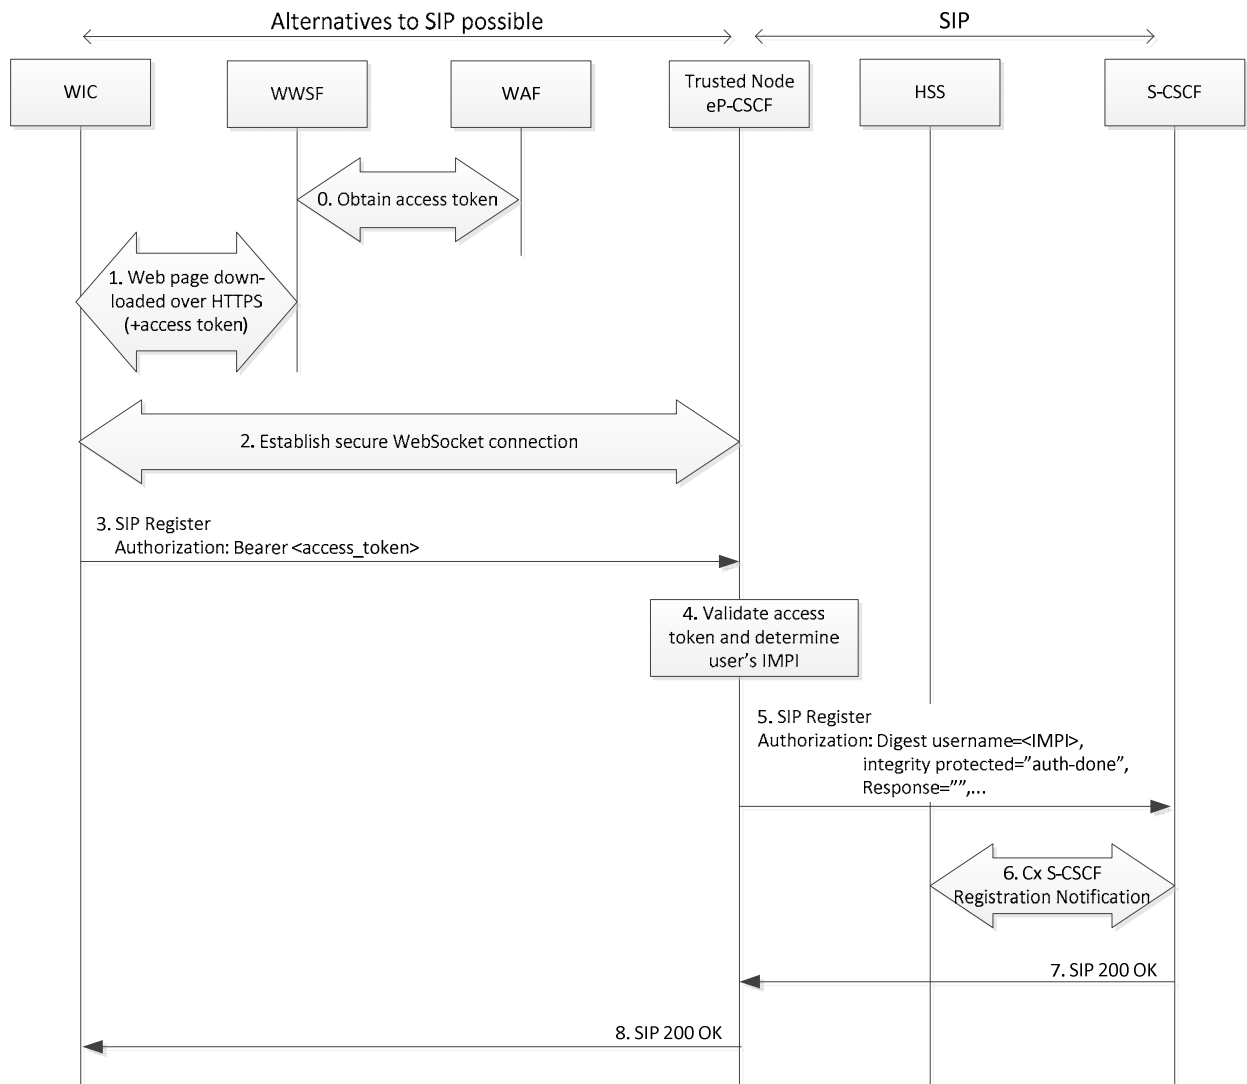 Alternatives to SIP possible
SIP
WIC
WWSF
WAF
Trusted Node
eP-CSCF
HSS
S-CSCF
0. Obtain access token
1. Web page down-
loaded over HTTPS
(+access token)
2. Establish secure WebSocket connection
3. SIP Register
Authorization: Bearer <access_token>
4. Validate access
token and determine
user’s IMPI
5. SIP Register
Authorization: Digest username=<IMPI>,
integrity protected=”auth-done”,
Response=””,...
6. Cx S-CSCF
Registration Notification
7. SIP 200 OK
8. SIP 200 OK